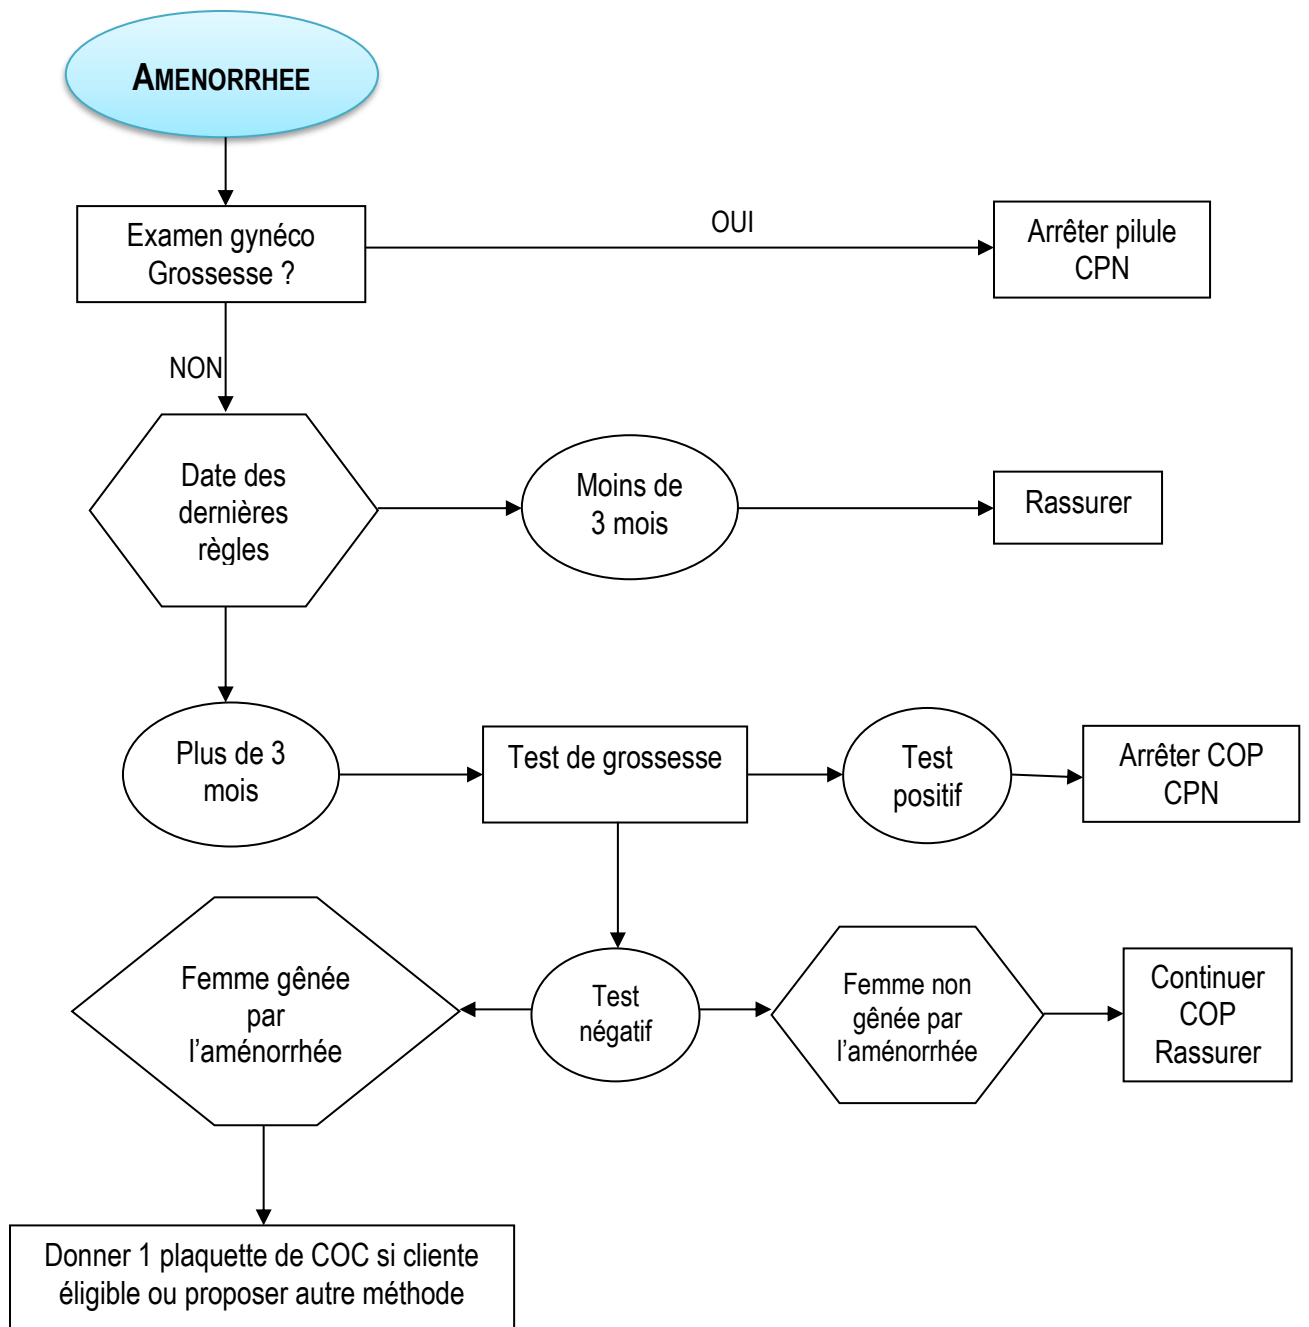 AMENORRHEE
Examen gynéco
Grossesse ?
OUI
Arrêter pilule
CPN
NON
Date des
dernières
règles
Moins de
3 mois
Rassurer
Plus de 3
mois
Test de grossesse
Test
positif
Arrêter COP
CPN
Femme gênée
par
l’aménorrhée
Test
négatif
Femme non
gênée par
l’aménorrhée
Continuer
COP
Rassurer
Donner 1 plaquette de COC si cliente
éligible ou proposer autre méthode